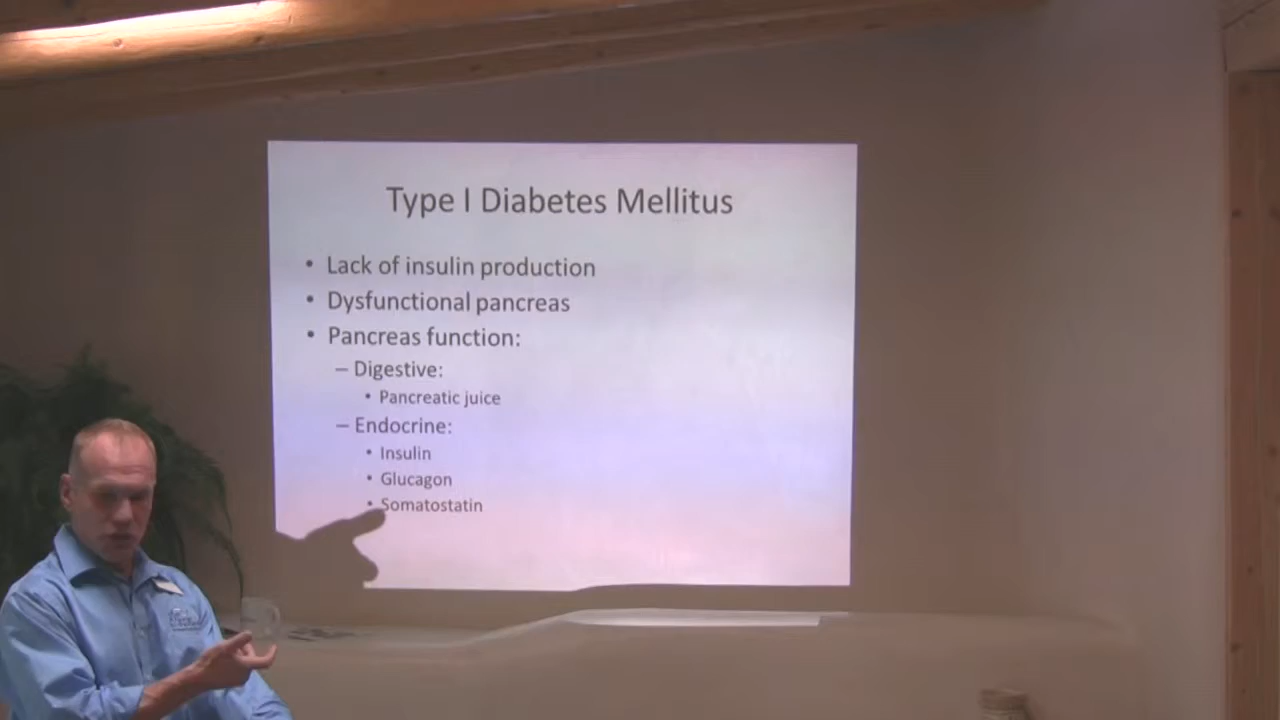 Type I Diabetes Mellitus
• Lack of insulin production
• Dysfunctional pancreas
• Pancreas function:
– Digestive:
• Pancreatic juice
– Endocrine:
• Insulin
• Glucagon
• Somatostatin